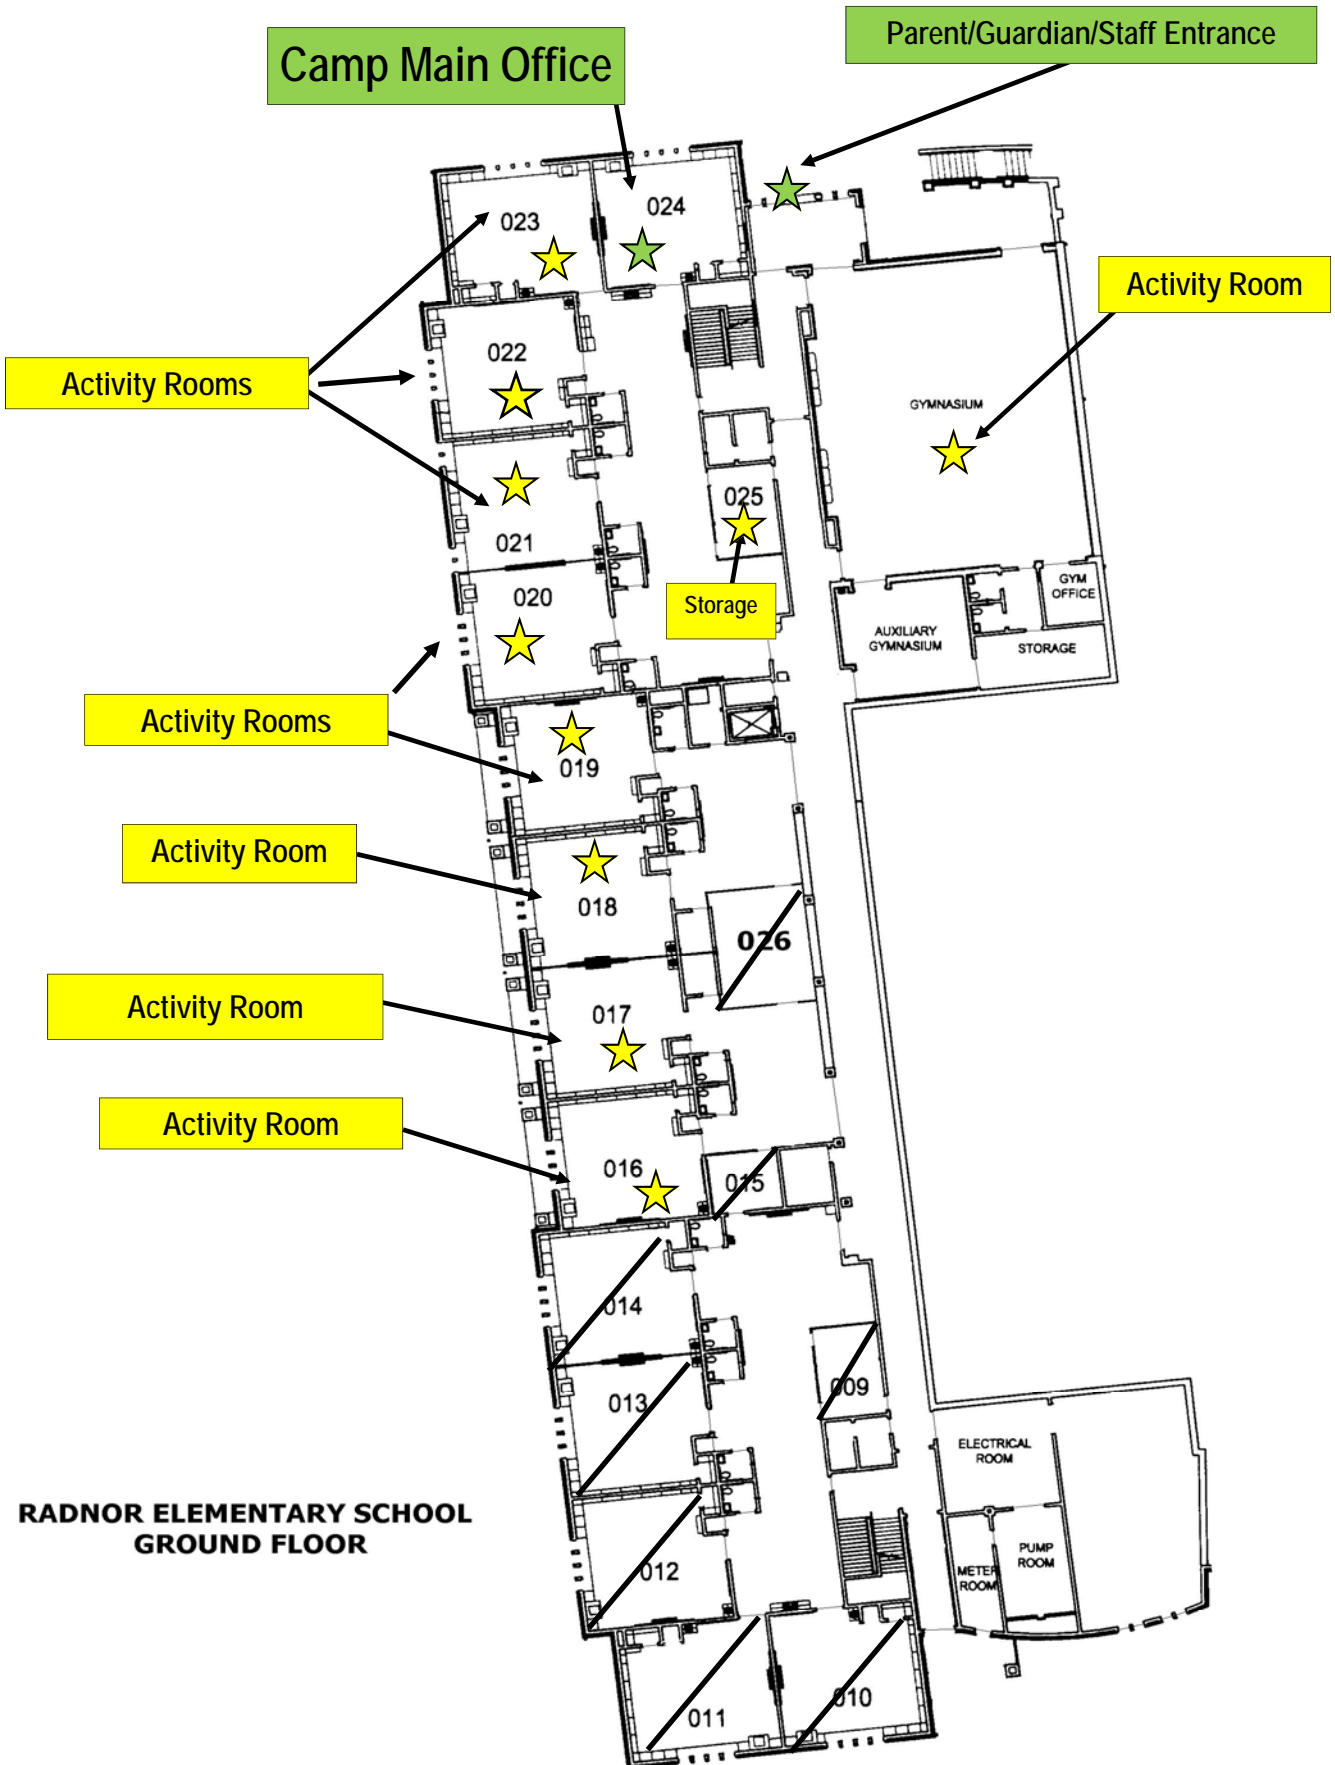 Parent/Guardian/Staff Entrance
Camp Main Office
024
023
Activity Room
022
Activity Rooms
GYMNASIUM
025
021
GYM
OFFICE
020
Storage
AUXILIARY
GYMNASIUM
STORAGE
Activity Rooms
019
Activity Room
018
026
Activity Room
017
Activity Room
016
015
014
009
013
ELECTRICAL
ROOM
RADNOR ELEMENTARY SCHOOL
GROUND FLOOR
PUMP
ROOM
METER
ROOM
012
010
011